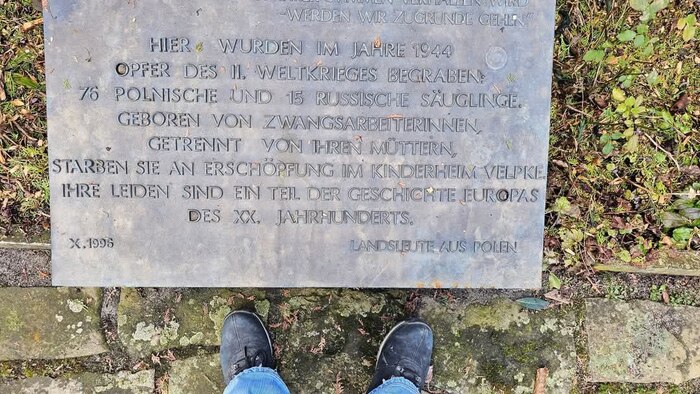 VERHALTEN WIRD
-WERDEN WIR ZUGRUNDE GEHEN"
HIER WURDEN IM JAHRE 1944
OPFER DES II. WELTKRIEGES BEGRABEN:
76 POLNISCHE UND 15 RUSSISCHE SÄUGLINGE.
GEBOREN VON ZWANGSARBEITERINNEN,
GETRENNT VON IHREN MÜTTERN,
STARBEN SIE AN ERSCHÖPFUNG IM KINDERHEIM VELPKE.
IHRE LEIDEN SIND EIN TEIL DER GESCHICHTE EUROPAS
DES XX. JAHRHUNDERTS.
X.1996 LANDSLEUTE AUS POLEN